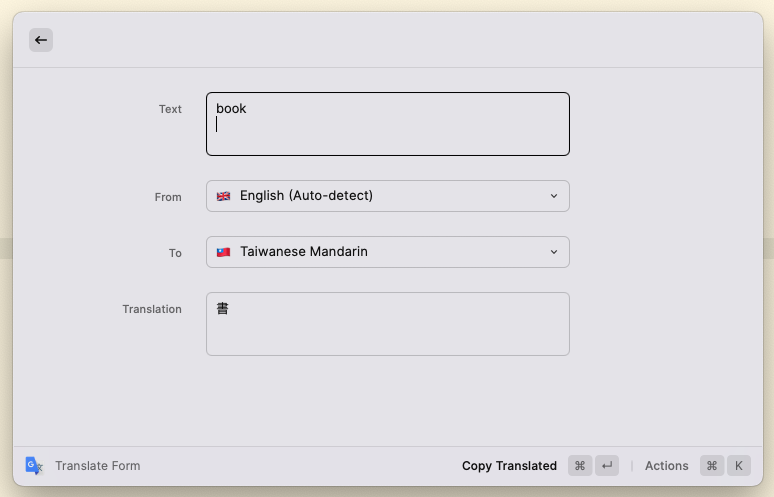 Text
book
From
English (Auto-detect)
To
Taiwanese Mandarin
Translation
書
Translate Form
Copy Translated ⌘ ↵ | Actions ⌘ K